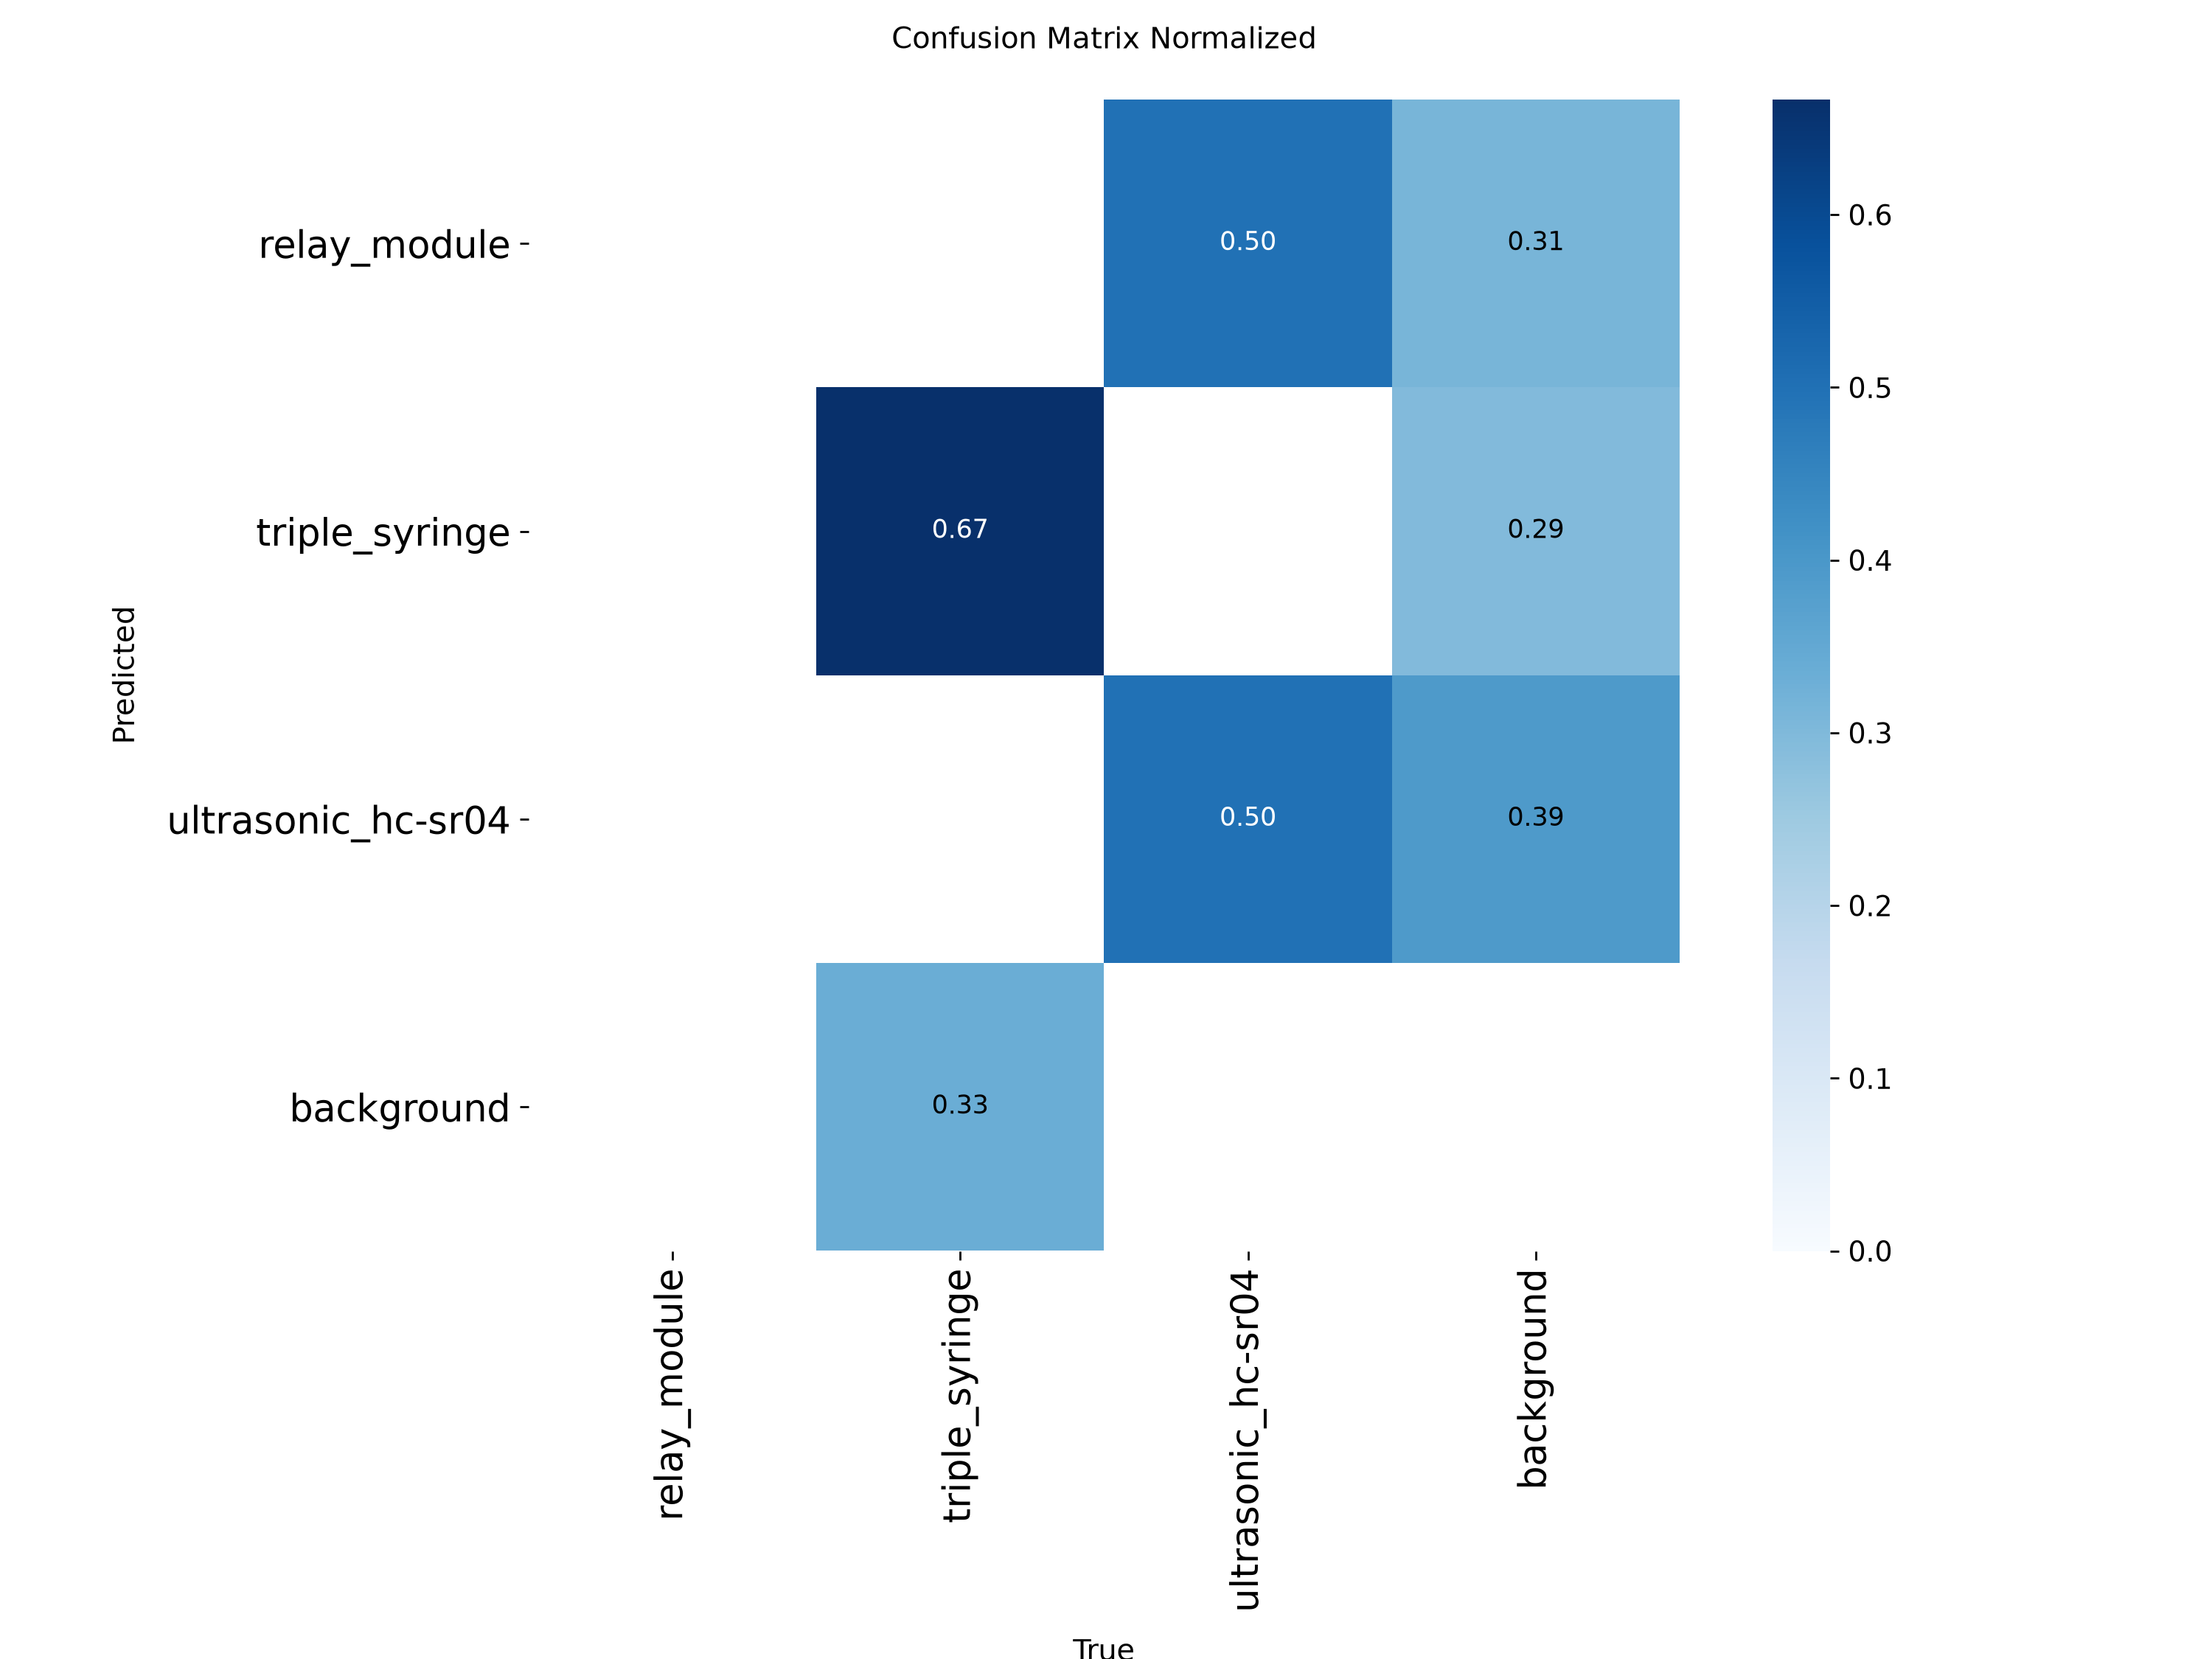 Confusion Matrix Normalized
relay_module
0.50
0.31
0.6
0.5
triple_syringe
0.67
0.29
0.4
Predicted
0.3
ultrasonic_hc-sr04
0.50
0.39
0.2
background
0.33
0.1
0.0
relay_module
triple_syringe
ultrasonic_hc-sr04
background
True